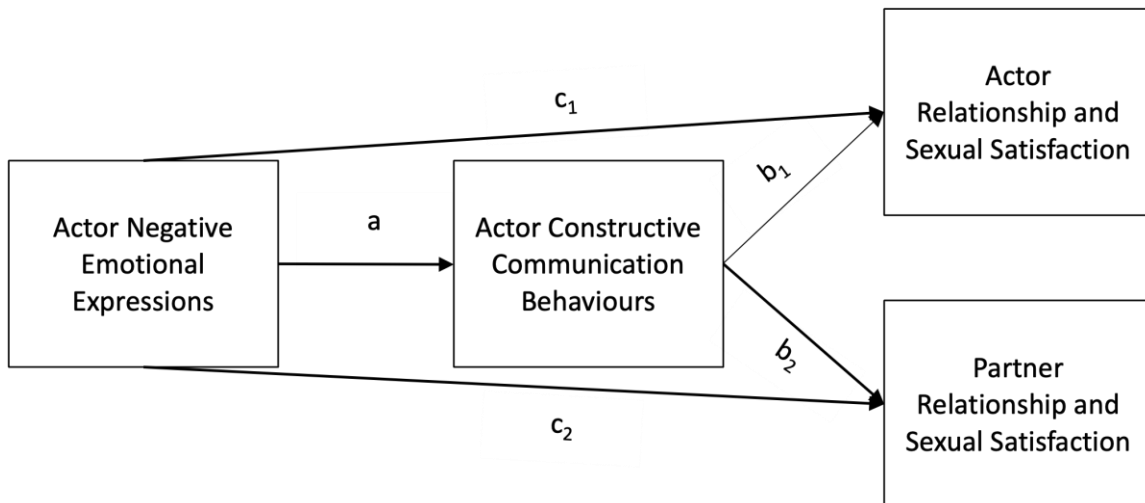 Actor
Relationship and
Sexual Satisfaction
c₁
b₁
Actor Negative
Emotional
Expressions
a
Actor Constructive
Communication
Behaviours
b₂
Partner
Relationship and
Sexual Satisfaction
c₂